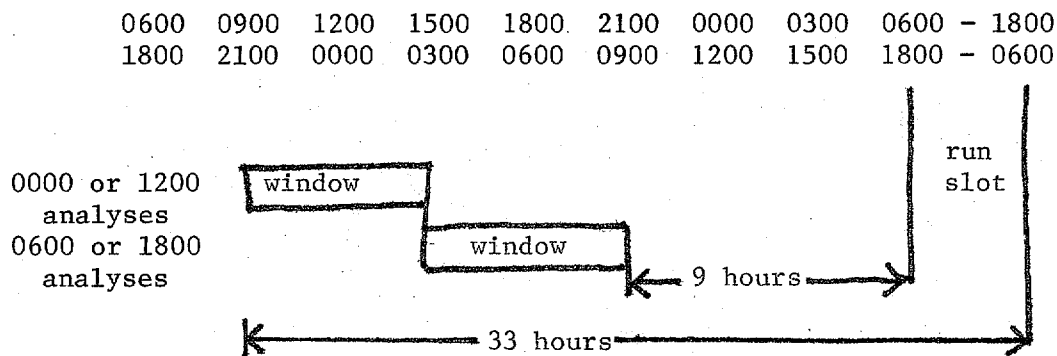 0600 0900 1200 1500 1800 2100 0000 0300 0600 - 1800
1800 2100 0000 0300 0600 0900 1200 1500 1800 - 0600
run
slot
0000 or 1200
analyses
window
0600 or 1800
analyses
window
9 hours
33 hours